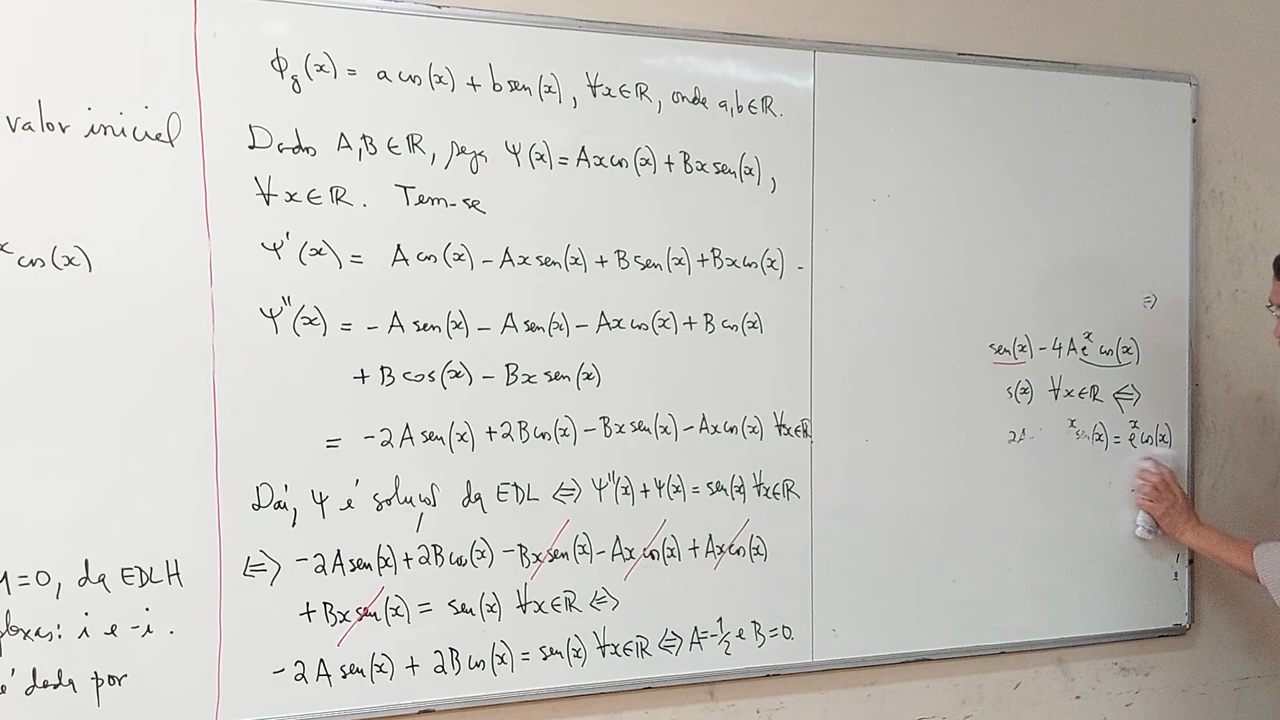 valor inicial
cos(x)
λ=0, da EDLH
i e -i.
é dada por
ϕg(x) = a cos(x) + b sen(x), ∀x∈ℝ, onde a,b∈ℝ.
Dados A,B∈ℝ, seja Ψ(x) = Ax cos(x) + Bx sen(x),
∀x∈ℝ. Tem-se
Ψ'(x) = A cos(x) - Ax sen(x) + B sen(x) + Bx cos(x)
Ψ''(x) = - A sen(x) - A sen(x) - Ax cos(x) + B cos(x)
+ B cos(x) - Bx sen(x)
= -2A sen(x) + 2B cos(x) - Bx sen(x) - Ax cos(x) ∀x∈ℝ
Daí, Ψ é solução da EDL ⇔ Ψ''(x) + Ψ(x) = sen(x) ∀x∈ℝ
⇔ -2A sen(x) + 2B cos(x) - Bx sen(x) - Ax cos(x) + Ax cos(x)
+ Bx sen(x) = sen(x) ∀x∈ℝ ⇔
-2A sen(x) + 2B cos(x) = sen(x) ∀x∈ℝ ⇔ A=-1/2 e B=0.
⇒
sen(x) - 4A eˣ cos(x)
s(x) ∀x∈ℝ ⇔
2A ˣ sen(x) = eˣ cos(x)